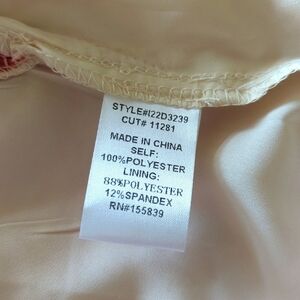 STYLE#I22D3239
CUT# 11281
MADE IN CHINA
SELF:
100%POLYESTER
LINING:
88%POLYESTER
12%SPANDEX
RN#155839